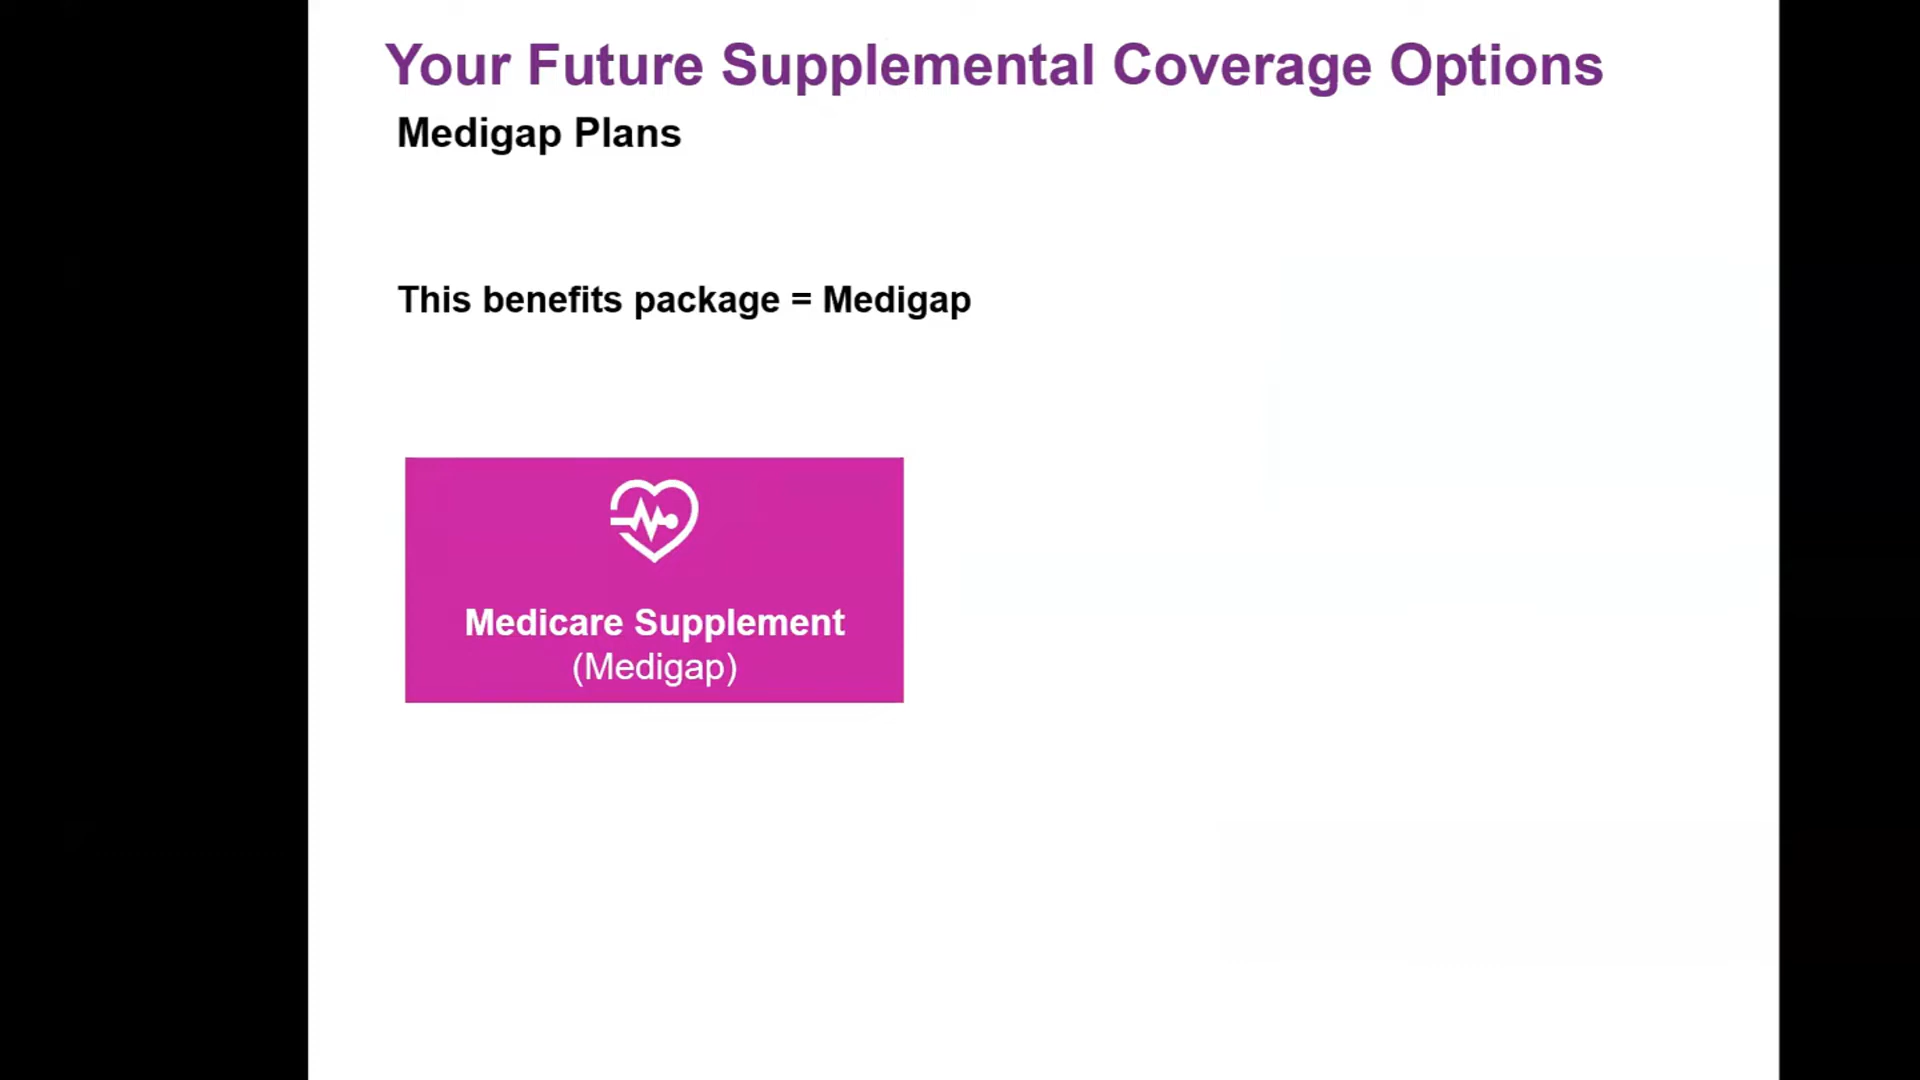 Your Future Supplemental Coverage Options
Medigap Plans
This benefits package = Medigap
Medicare Supplement
(Medigap)